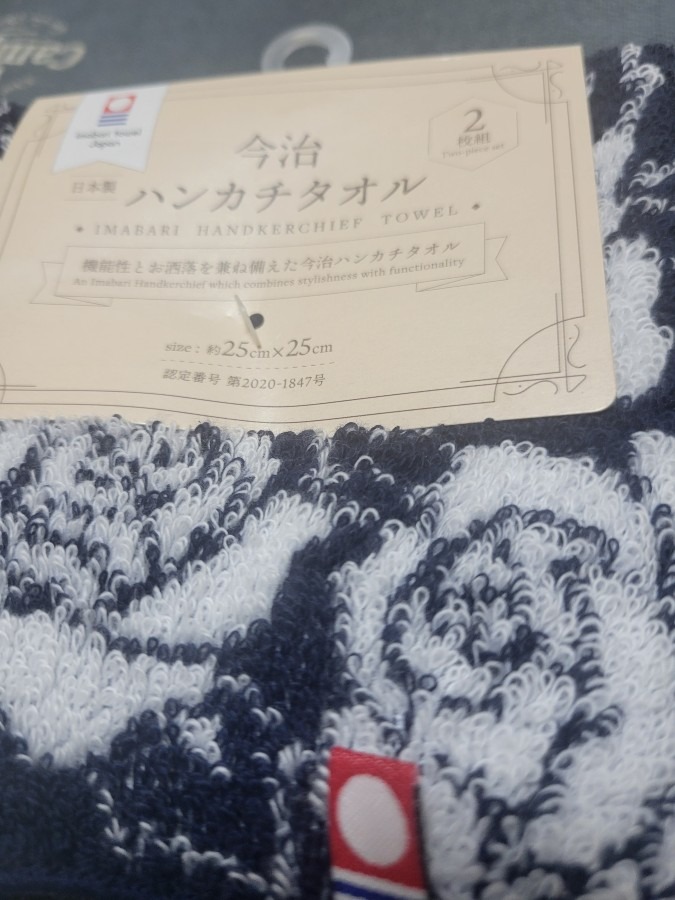 imabari towel
Japan
今治
2
枚組
Two-piece set
日本製
ハンカチタオル
IMABARI HANDKERCHIEF TOWEL
機能性とお洒落を兼ね備えた今治ハンカチタオル
An Imabari Handkerchief which combines stylishness with functionality
size：約25cm×25cm
認定番号 第2020-1847号